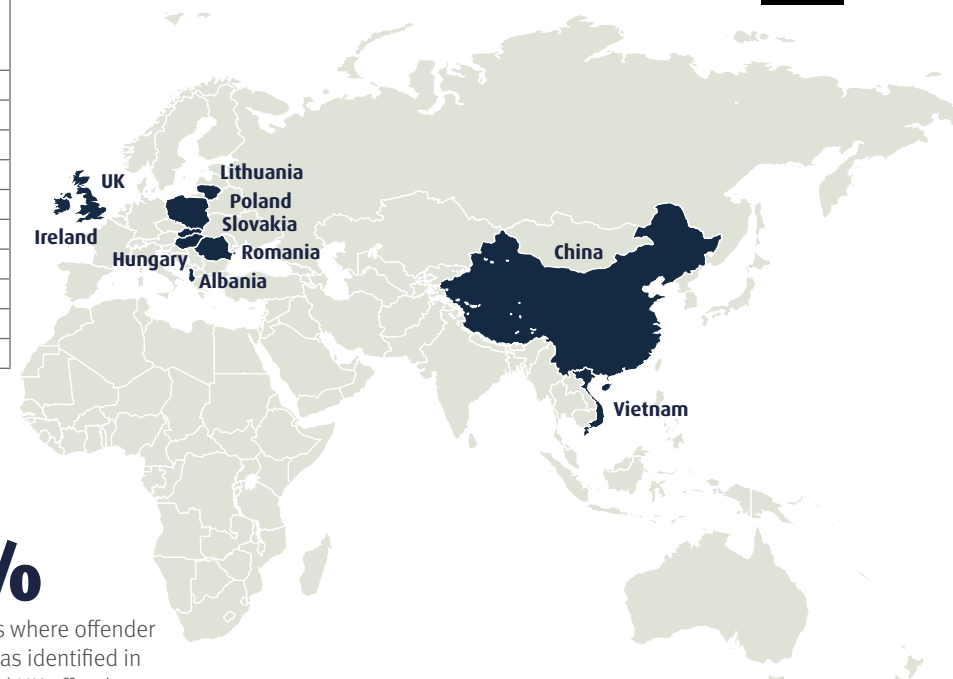 Lithuania
UK
Poland
Slovakia
Ireland
Hungary
Romania
China
Albania
Vietnam
%
where offender
as identified in